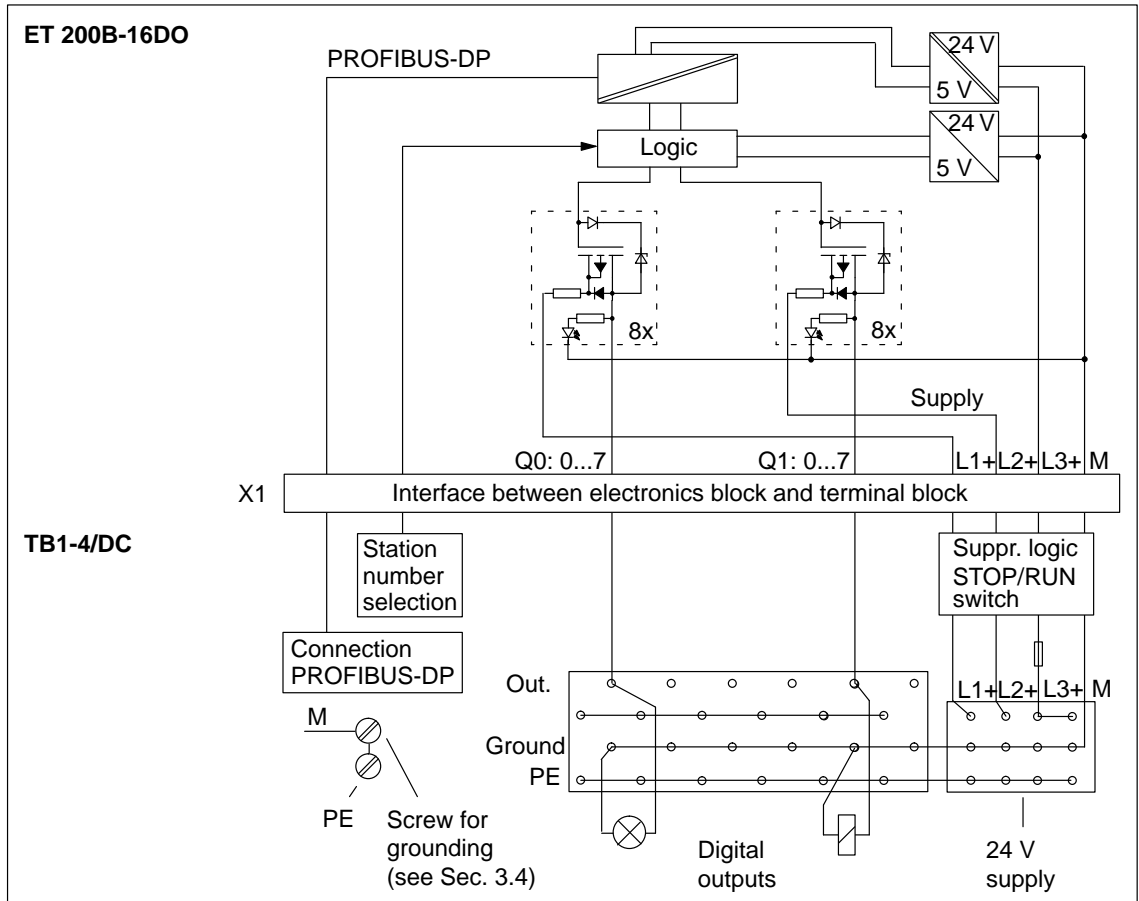 ET 200B-16DO
PROFIBUS-DP
24 V
5 V
Logic
24 V
5 V
8x
8x
Supply
Q0: 0...7
Q1: 0...7
L1+ L2+ L3+ M
X1
Interface between electronics block and terminal block
TB1-4/DC
Station
number
selection
Suppr. logic
STOP/RUN
switch
Connection
PROFIBUS-DP
Out.
L1+ L2+ L3+ M
M
Ground
PE
PE
Screw for
grounding
(see Sec. 3.4)
Digital
outputs
24 V
supply